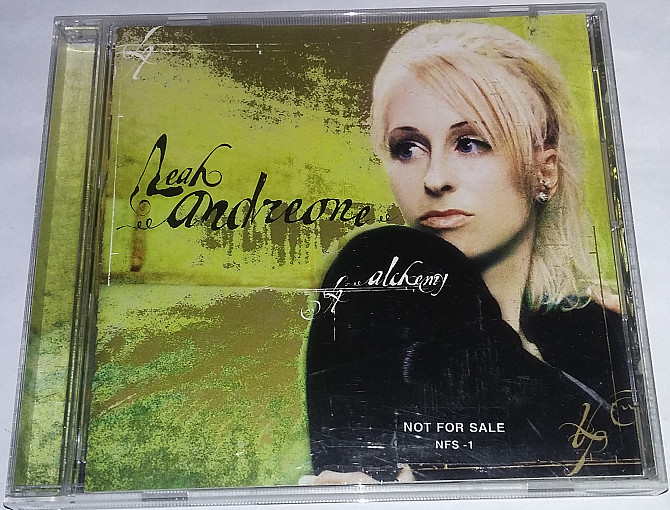 Leah
andreone
alchemy
NOT FOR SALE
NFS -1